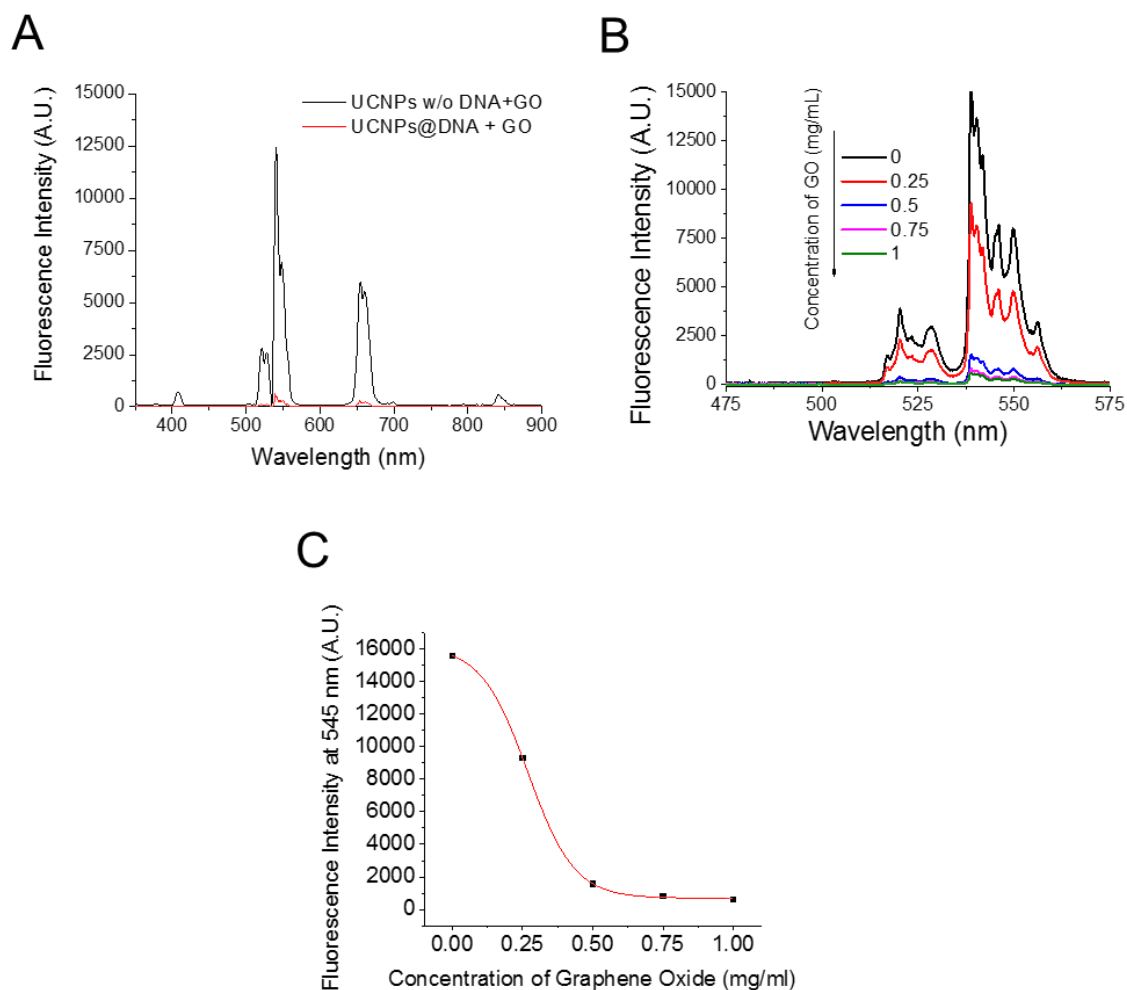 A
Fluorescence Intensity (A.U.)
15000
12500
10000
7500
5000
2500
0
UCNPs w/o DNA+GO
UCNPs@DNA + GO
400 500 600 700 800 900
Wavelength (nm)
B
Fluorescence Intensity (A.U.)
15000
12500
10000
7500
5000
2500
0
Concentration of GO (mg/mL)
0
0.25
0.5
0.75
1
475 500 525 550 575
Wavelength (nm)
C
Fluorescence Intensity at 545 nm (A.U.)
16000
14000
12000
10000
8000
6000
4000
2000
0
0.00 0.25 0.50 0.75 1.00
Concentration of Graphene Oxide (mg/ml)